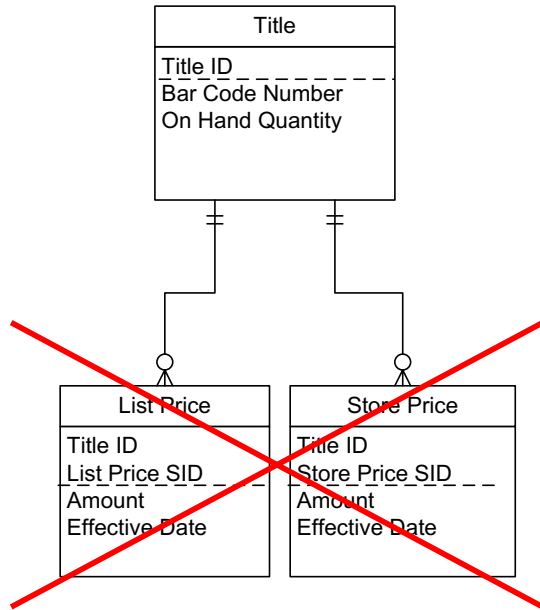 Title
Title ID
Bar Code Number
On Hand Quantity
List Price
Title ID
List Price SID
Amount
Effective Date
Store Price
Title ID
Store Price SID
Amount
Effective Date